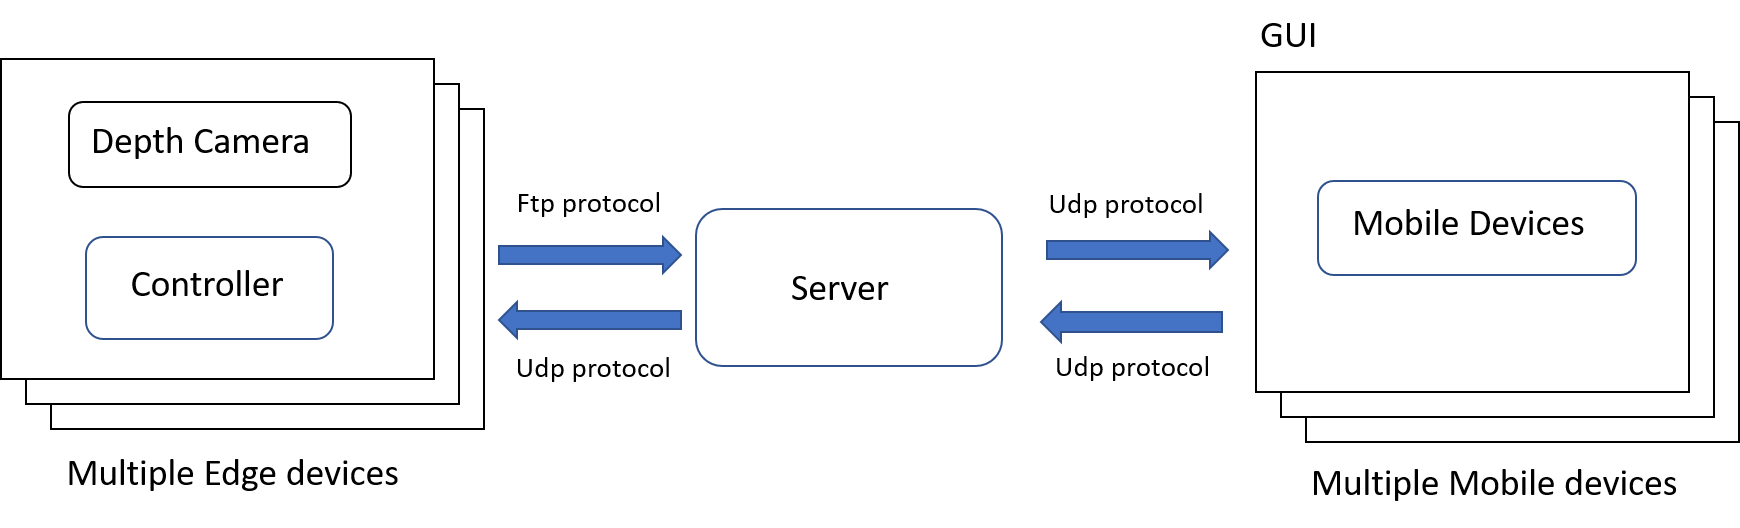 GUI
Depth Camera
Controller
Ftp protocol
Udp protocol
Server
Udp protocol
Udp protocol
Mobile Devices
Multiple Edge devices
Multiple Mobile devices